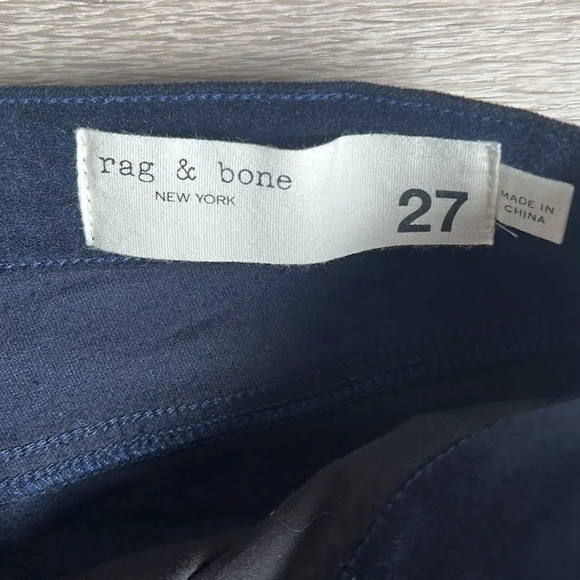 rag & bone
NEW YORK
27
MADE IN
CHINA